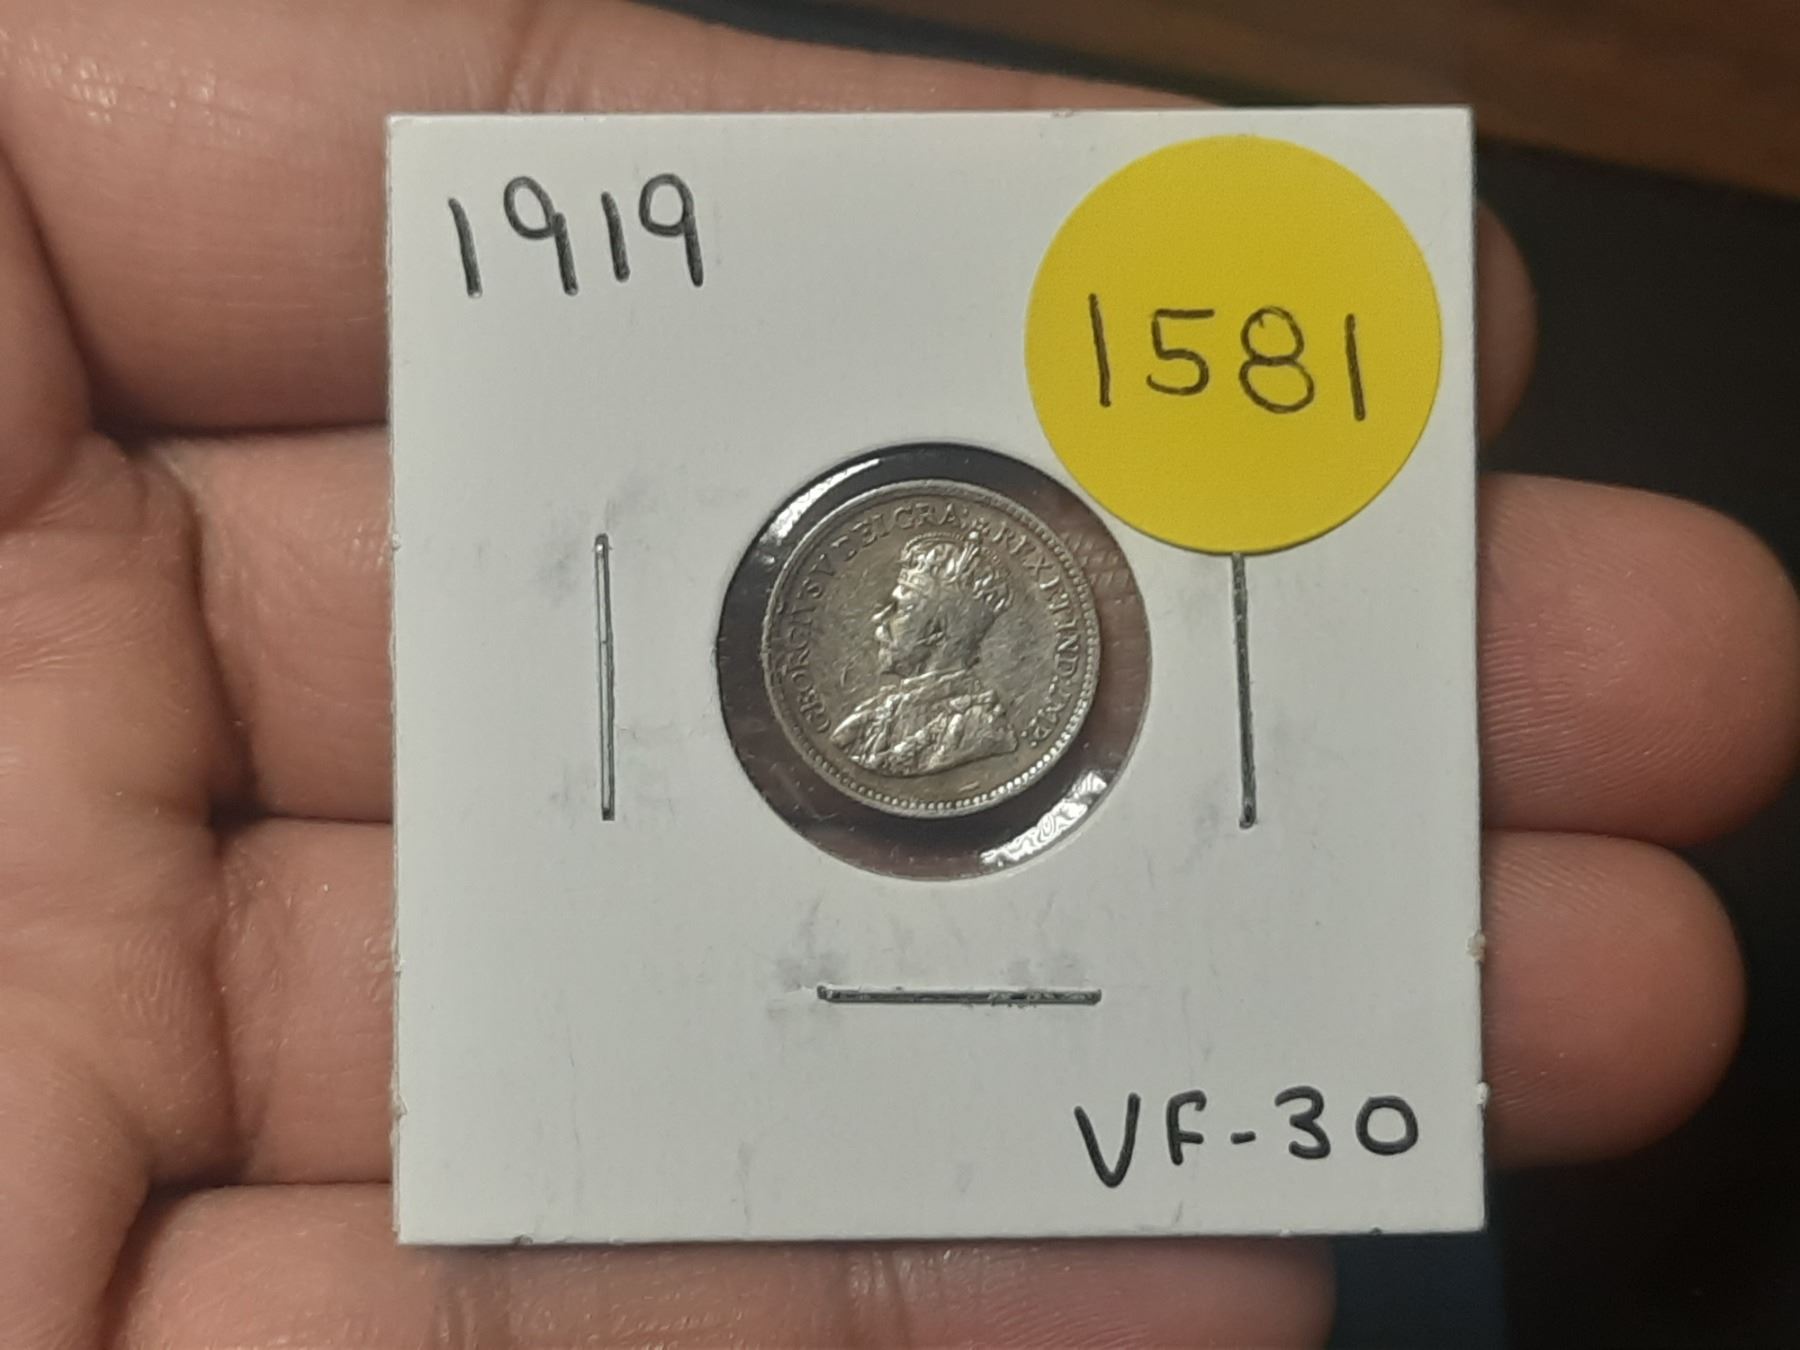 1919
1581
GEORGIVS V DEI GRA: REX ET IND: IMP:
VF-30